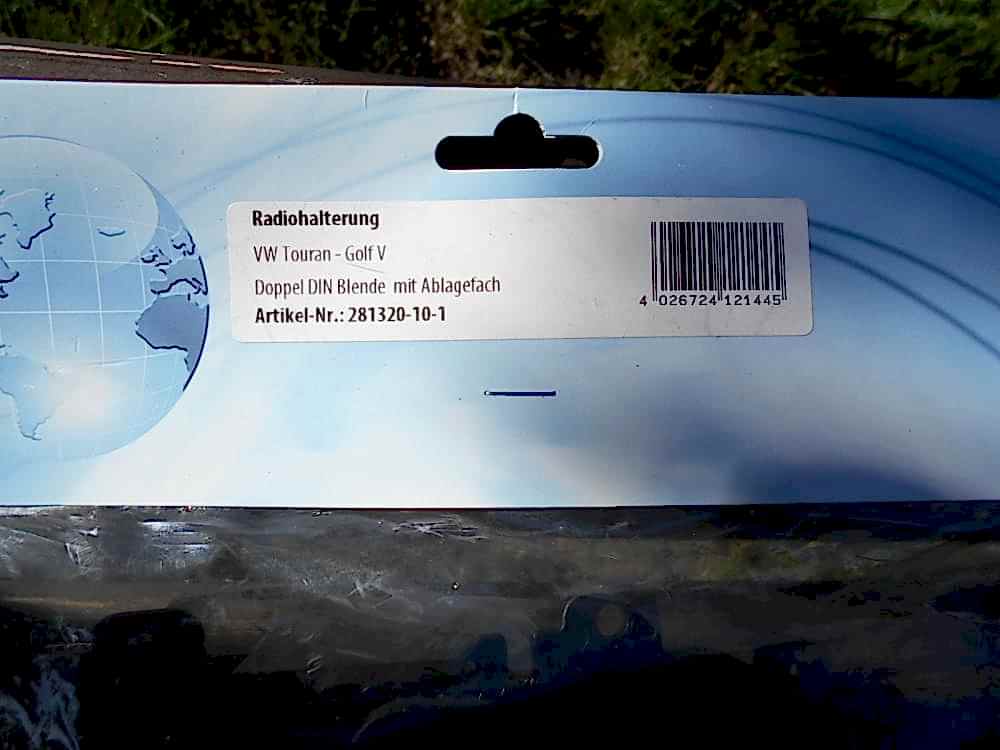 Radiohalterung
VW Touran - Golf V
Doppel DIN Blende mit Ablagefach
Artikel-Nr.: 281320-10-1
4 026724 121445